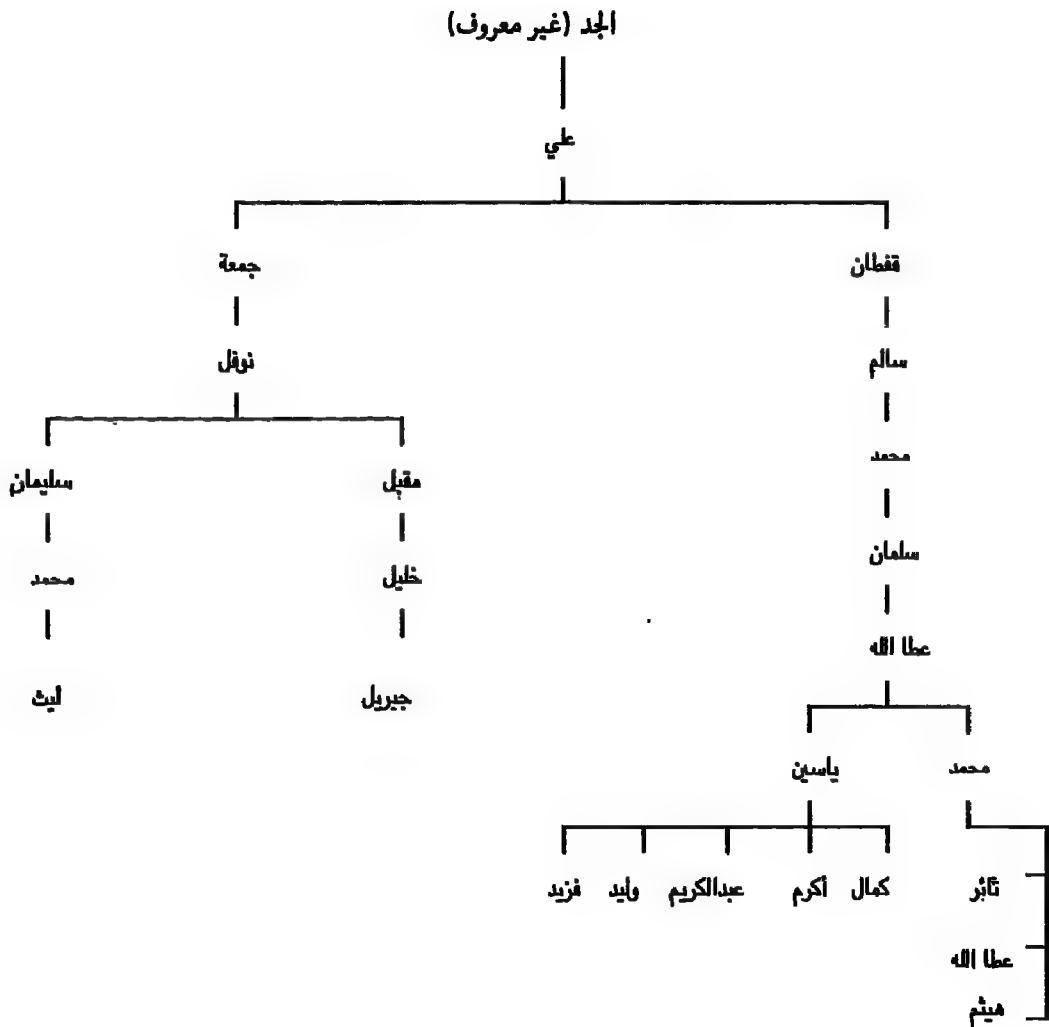 الجد (غير معروف)
علي
قفطان
جمعة
سالم
نوفل
محمد
مقبل
سليمان
سلمان
خليل
محمد
عطا الله
جبريل
ليث
محمد
ياسين
ثائر
كمال
أكرم
عبدالكريم
وليد
فريد
عطا الله
هيثم